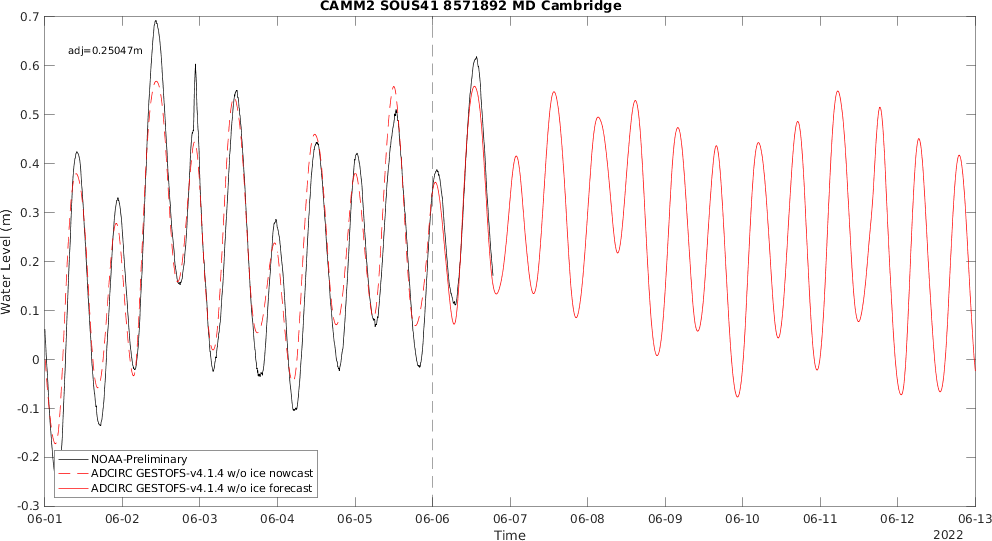 CAMM2 SOUS41 8571892 MD Cambridge
adj=0.25047m
0.7
0.6
0.5
0.4
0.3
0.2
0.1
0
-0.1
-0.2
-0.3
Water Level (m)
NOAA-Preliminary
ADCIRC GESTOFS-v4.1.4 w/o ice nowcast
ADCIRC GESTOFS-v4.1.4 w/o ice forecast
06-01 06-02 06-03 06-04 06-05 06-06 06-07 06-08 06-09 06-10 06-11 06-12 06-13
Time
2022